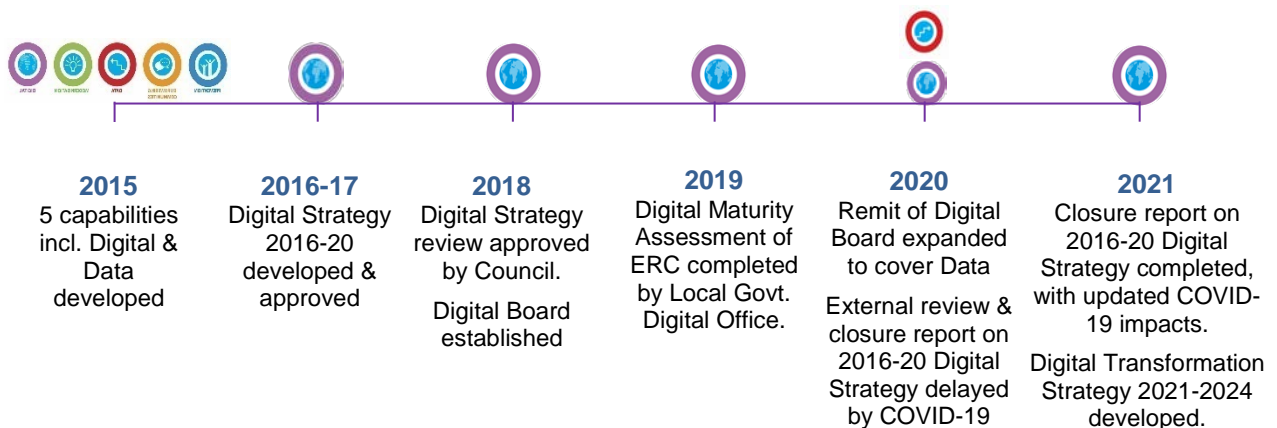 2015
5 capabilities
incl. Digital &
Data
developed
2016-17
Digital Strategy
2016-20
developed &
approved
2018
Digital Strategy
review approved
by Council.
Digital Board
established
2019
Digital Maturity
Assessment of
ERC completed
by Local Govt.
Digital Office.
2020
Remit of Digital
Board expanded
to cover Data
External review &
closure report on
2016-20 Digital
Strategy delayed
by COVID-19
2021
Closure report on
2016-20 Digital
Strategy completed,
with updated COVID-
19 impacts.
Digital Transformation
Strategy 2021-2024
developed.